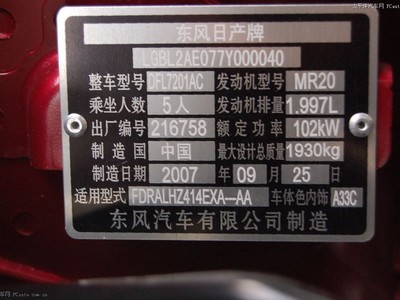 东风日产牌
LGBL2AE077Y000040
整车型号 DFL7201AC 发动机型号 MR20
乘坐人数 5人 发动机排量 1.997L
出厂编号 216758 额定功率 102kW
制造国 中国 最大设计总质量 1930kg
制造日期 2007 年 09 月 25 日
适用型式 FDRALHZ414EXA—AA 车体色内饰 A33C
东风汽车有限公司制造